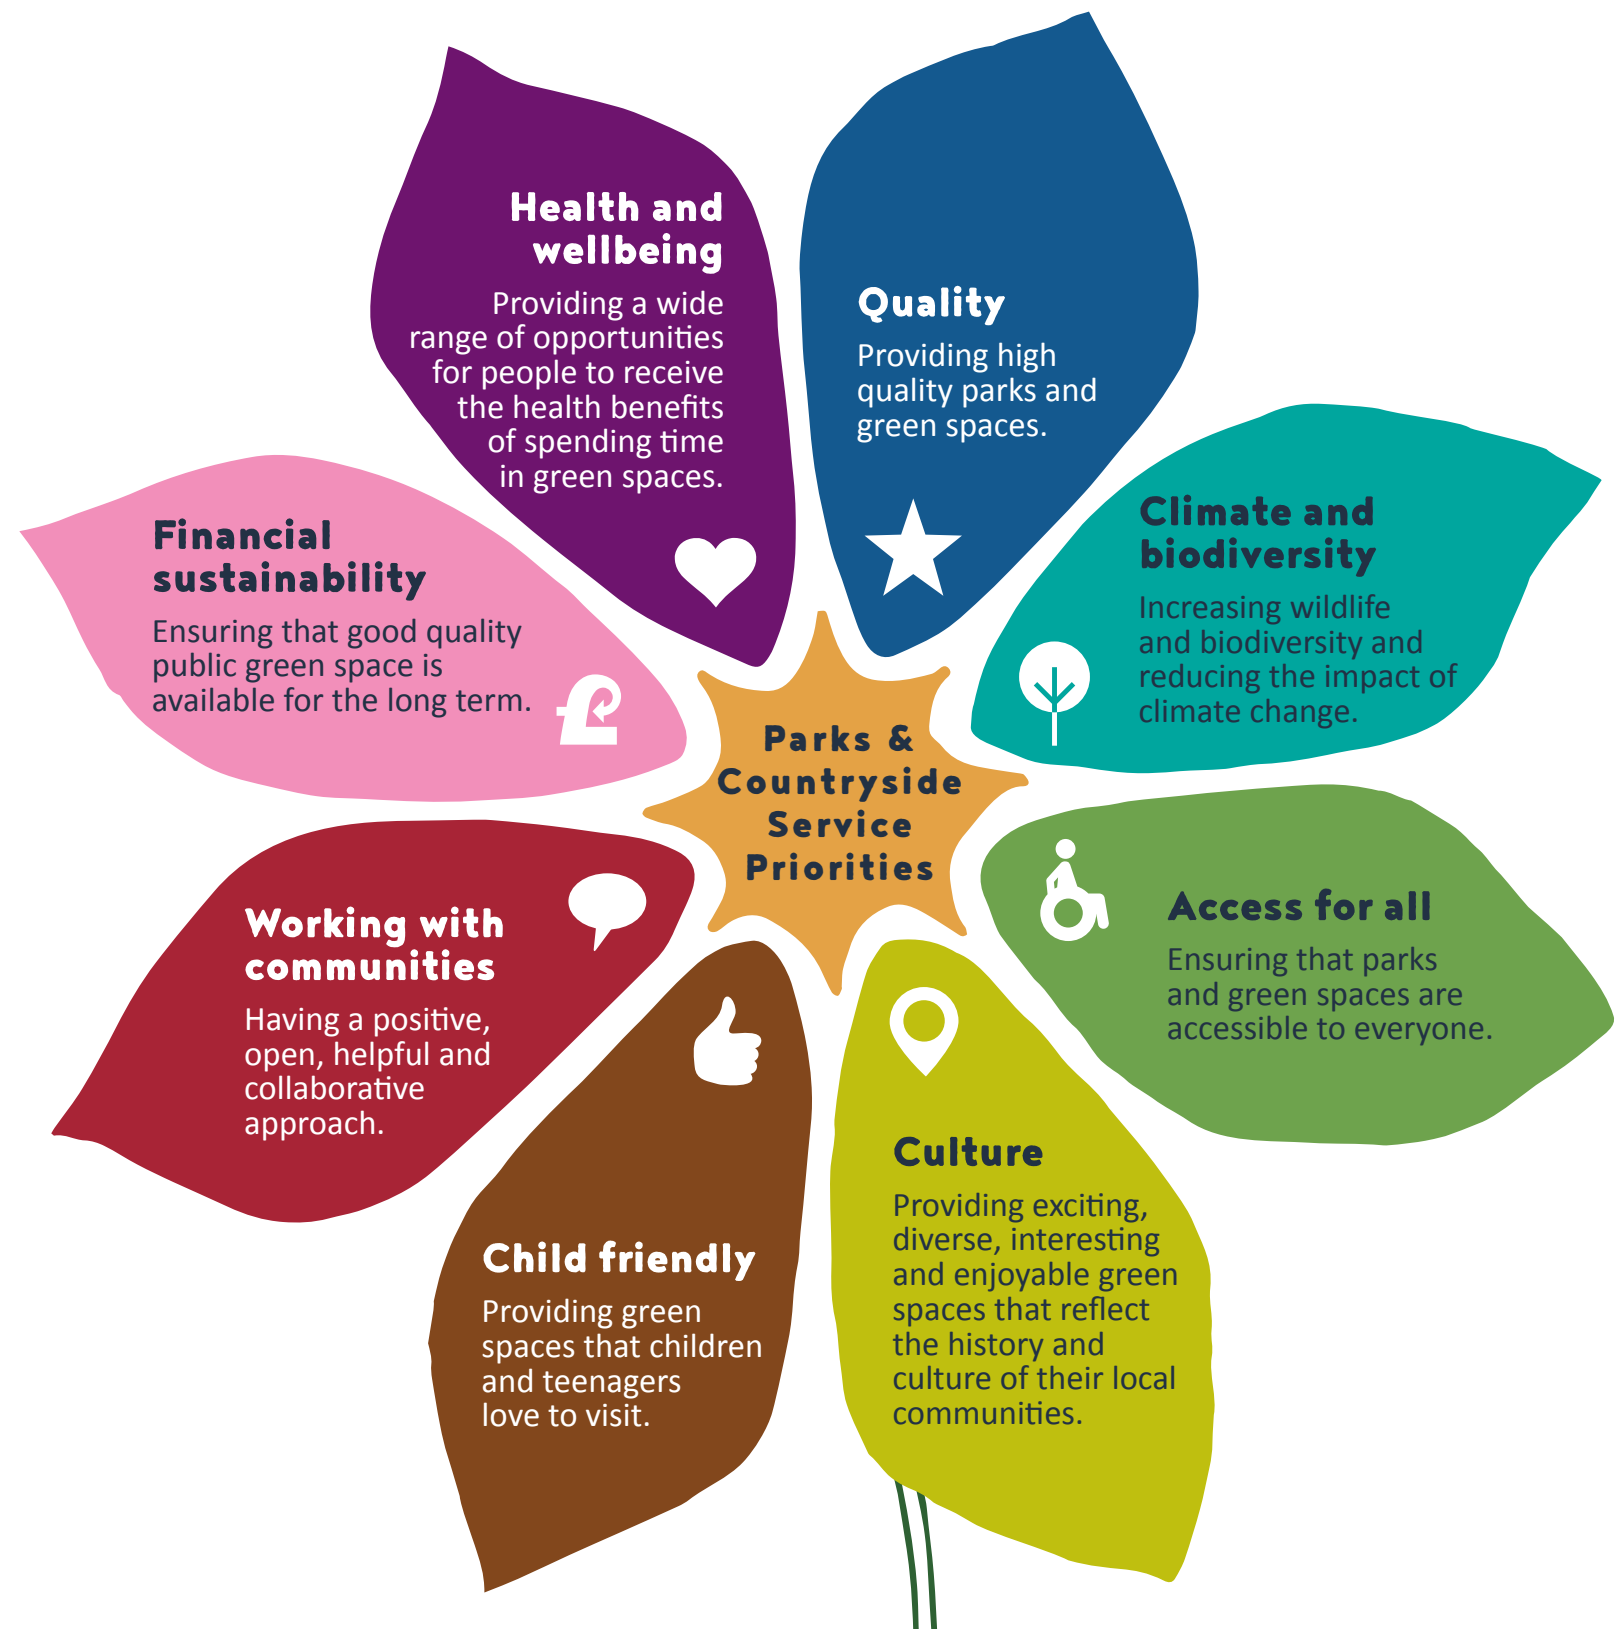 Health and
wellbeing
Providing a wide
range of opportunities
for people to receive
the health benefits
of spending time
in green spaces.
Quality
Providing high
quality parks and
green spaces.
Climate and
biodiversity
Increasing wildlife
and biodiversity and
reducing the impact of
climate change.
Financial
sustainability
Ensuring that good quality
public green space is
available for the long term.
Parks &
Countryside
Service
Priorities
Access for all
Ensuring that parks
and green spaces are
accessible to everyone.
Working with
communities
Having a positive,
open, helpful and
collaborative
approach.
Culture
Providing exciting,
diverse, interesting
and enjoyable green
spaces that reflect
the history and
culture of their local
communities.
Child friendly
Providing green
spaces that children
and teenagers
love to visit.